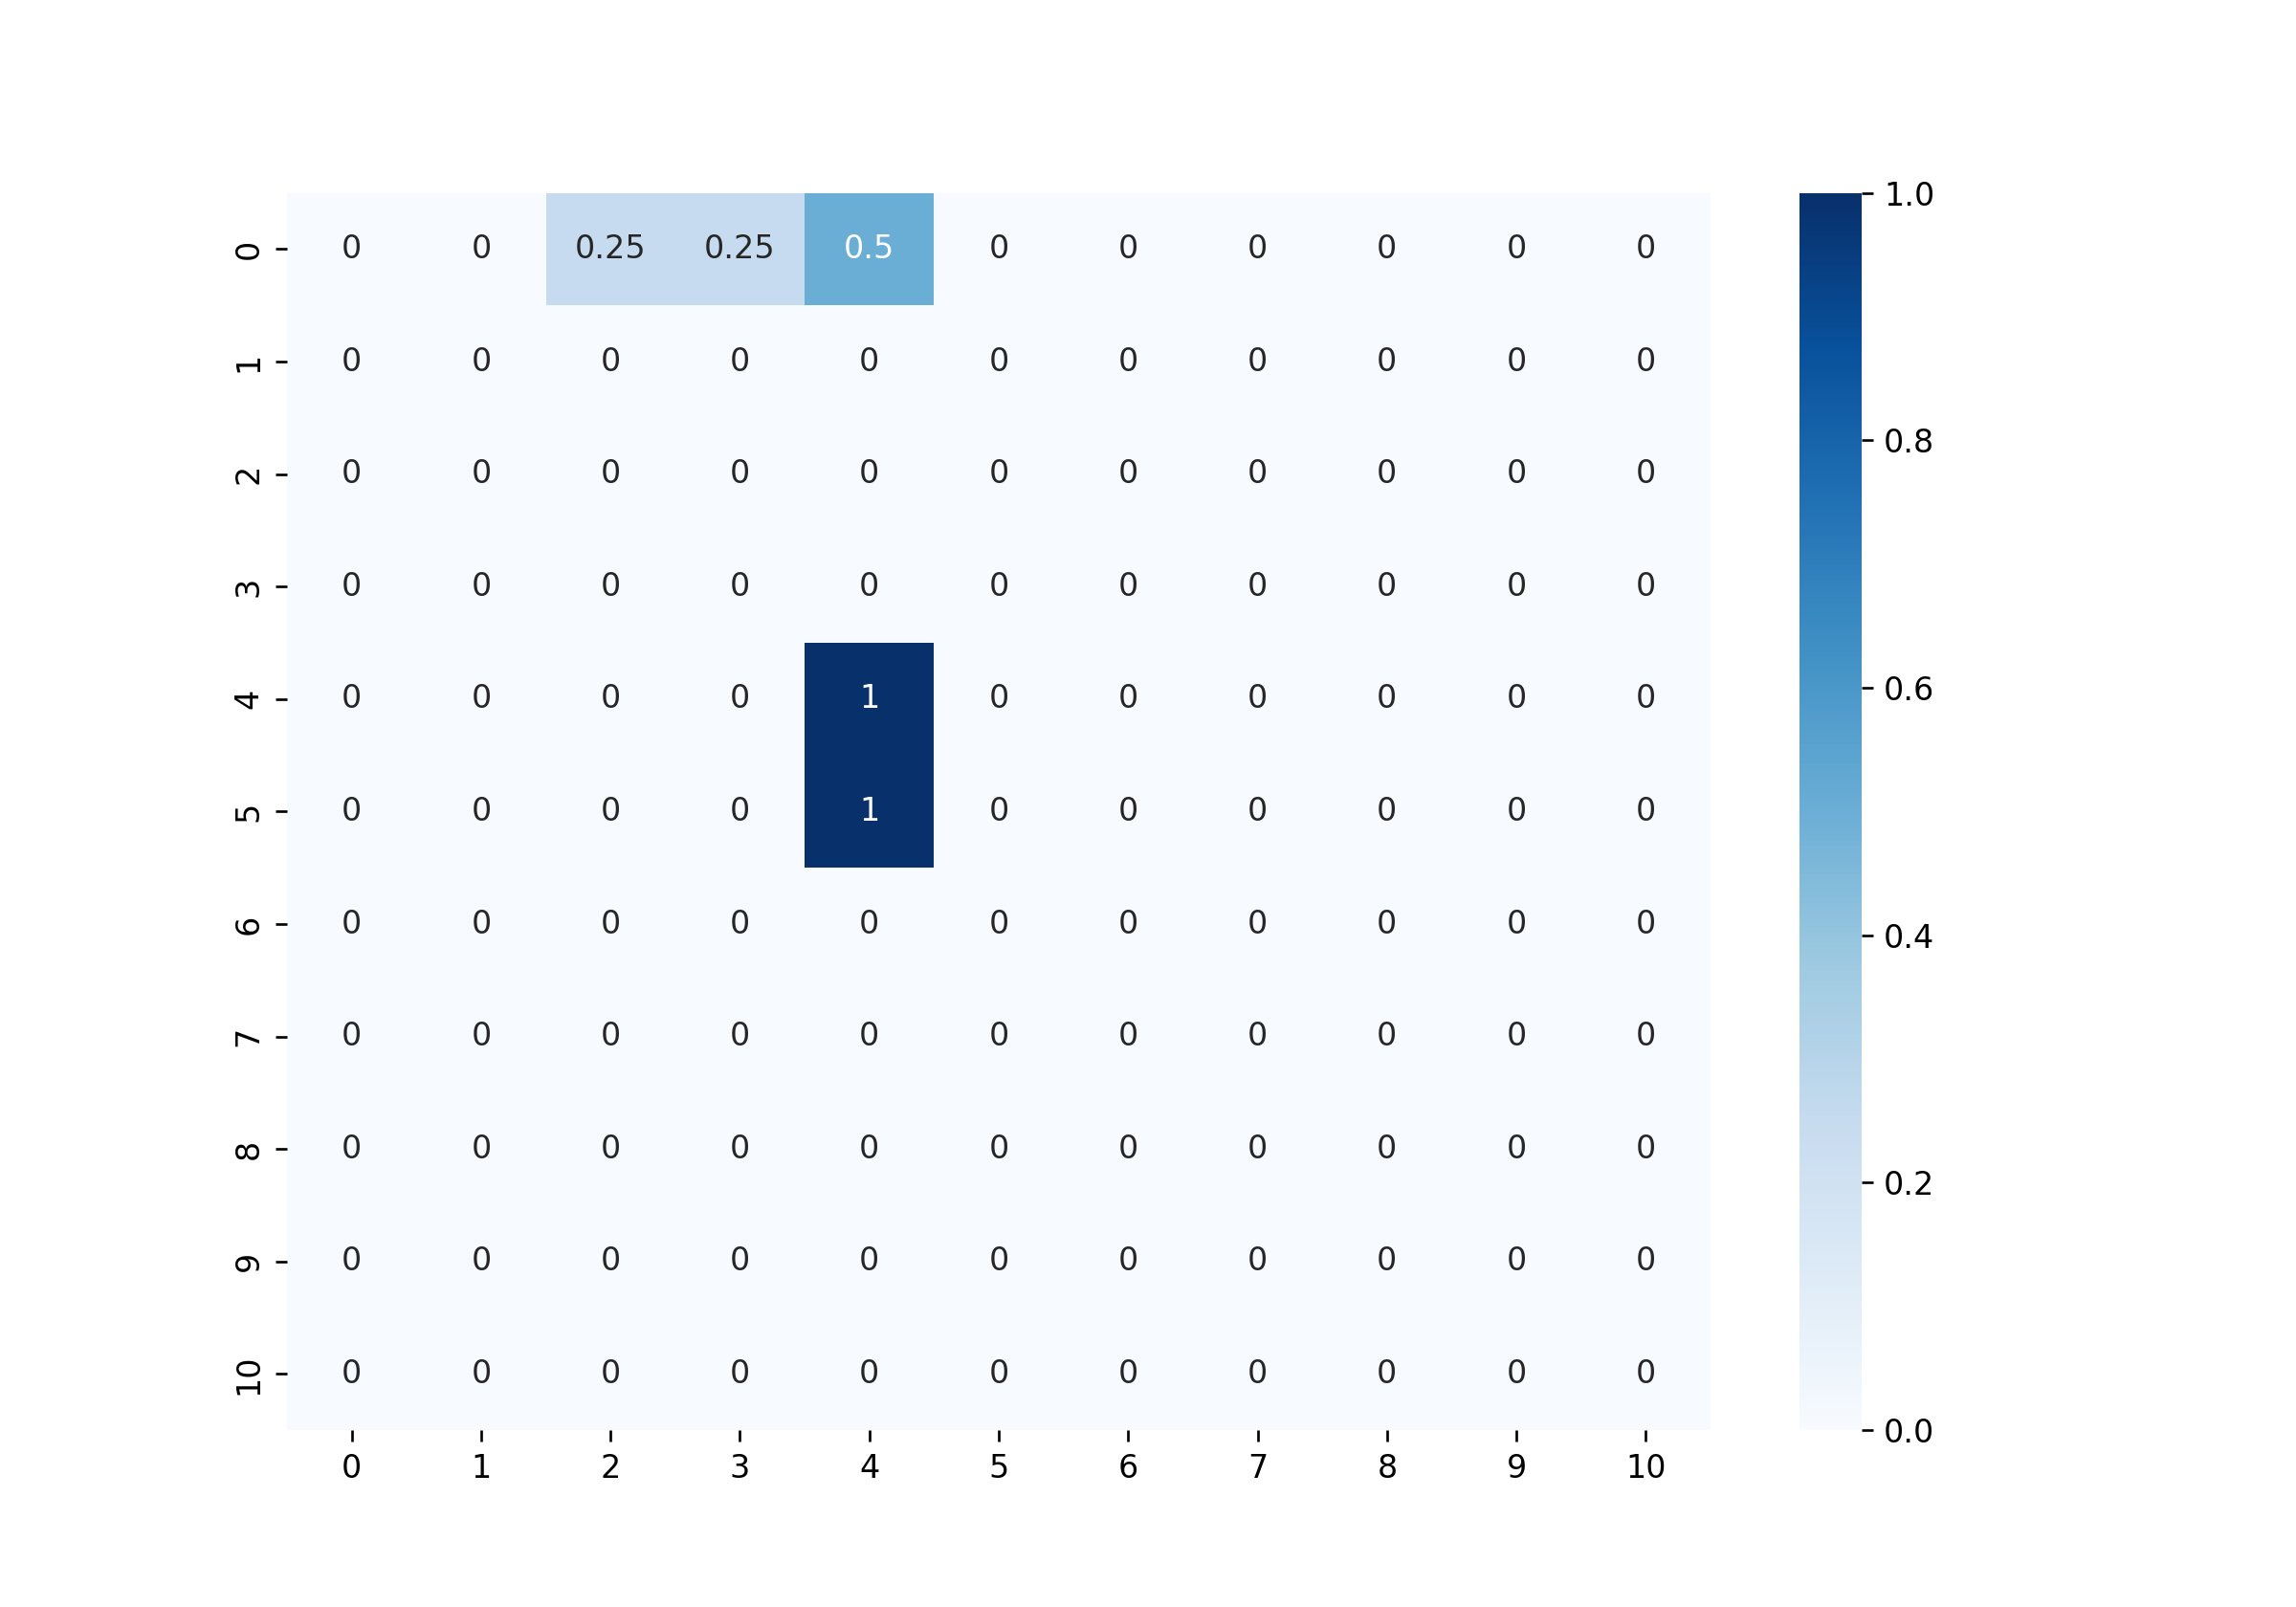 1.0
0 0 0 0.25 0.25 0.5 0 0 0 0 0 0
1 0 0 0 0 0 0 0 0 0 0 0
0.8
2 0 0 0 0 0 0 0 0 0 0 0
3 0 0 0 0 0 0 0 0 0 0 0
0.6
4 0 0 0 0 1 0 0 0 0 0 0
5 0 0 0 0 1 0 0 0 0 0 0
6 0 0 0 0 0 0 0 0 0 0 0
0.4
7 0 0 0 0 0 0 0 0 0 0 0
8 0 0 0 0 0 0 0 0 0 0 0
0.2
9 0 0 0 0 0 0 0 0 0 0 0
10 0 0 0 0 0 0 0 0 0 0 0
0.0
0 1 2 3 4 5 6 7 8 9 10